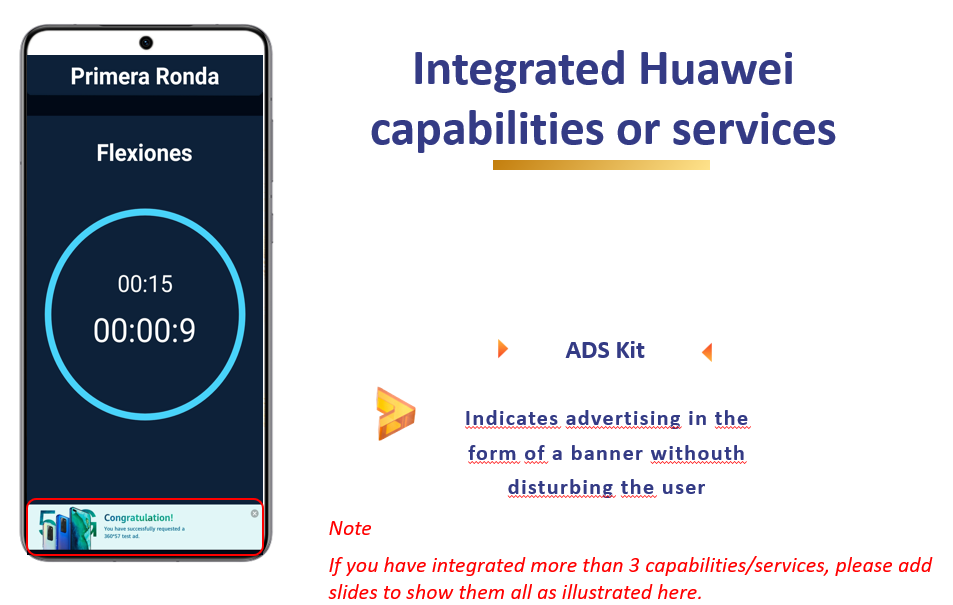 Primera Ronda
Flexiones
00:15
00:00:9
5G
Congratulation!
You have successfully requested a
360*57 test ad.
Integrated Huawei
capabilities or services
ADS Kit
Indicates advertising in the
form of a banner withouth
disturbing the user
Note
If you have integrated more than 3 capabilities/services, please add
slides to show them all as illustrated here.